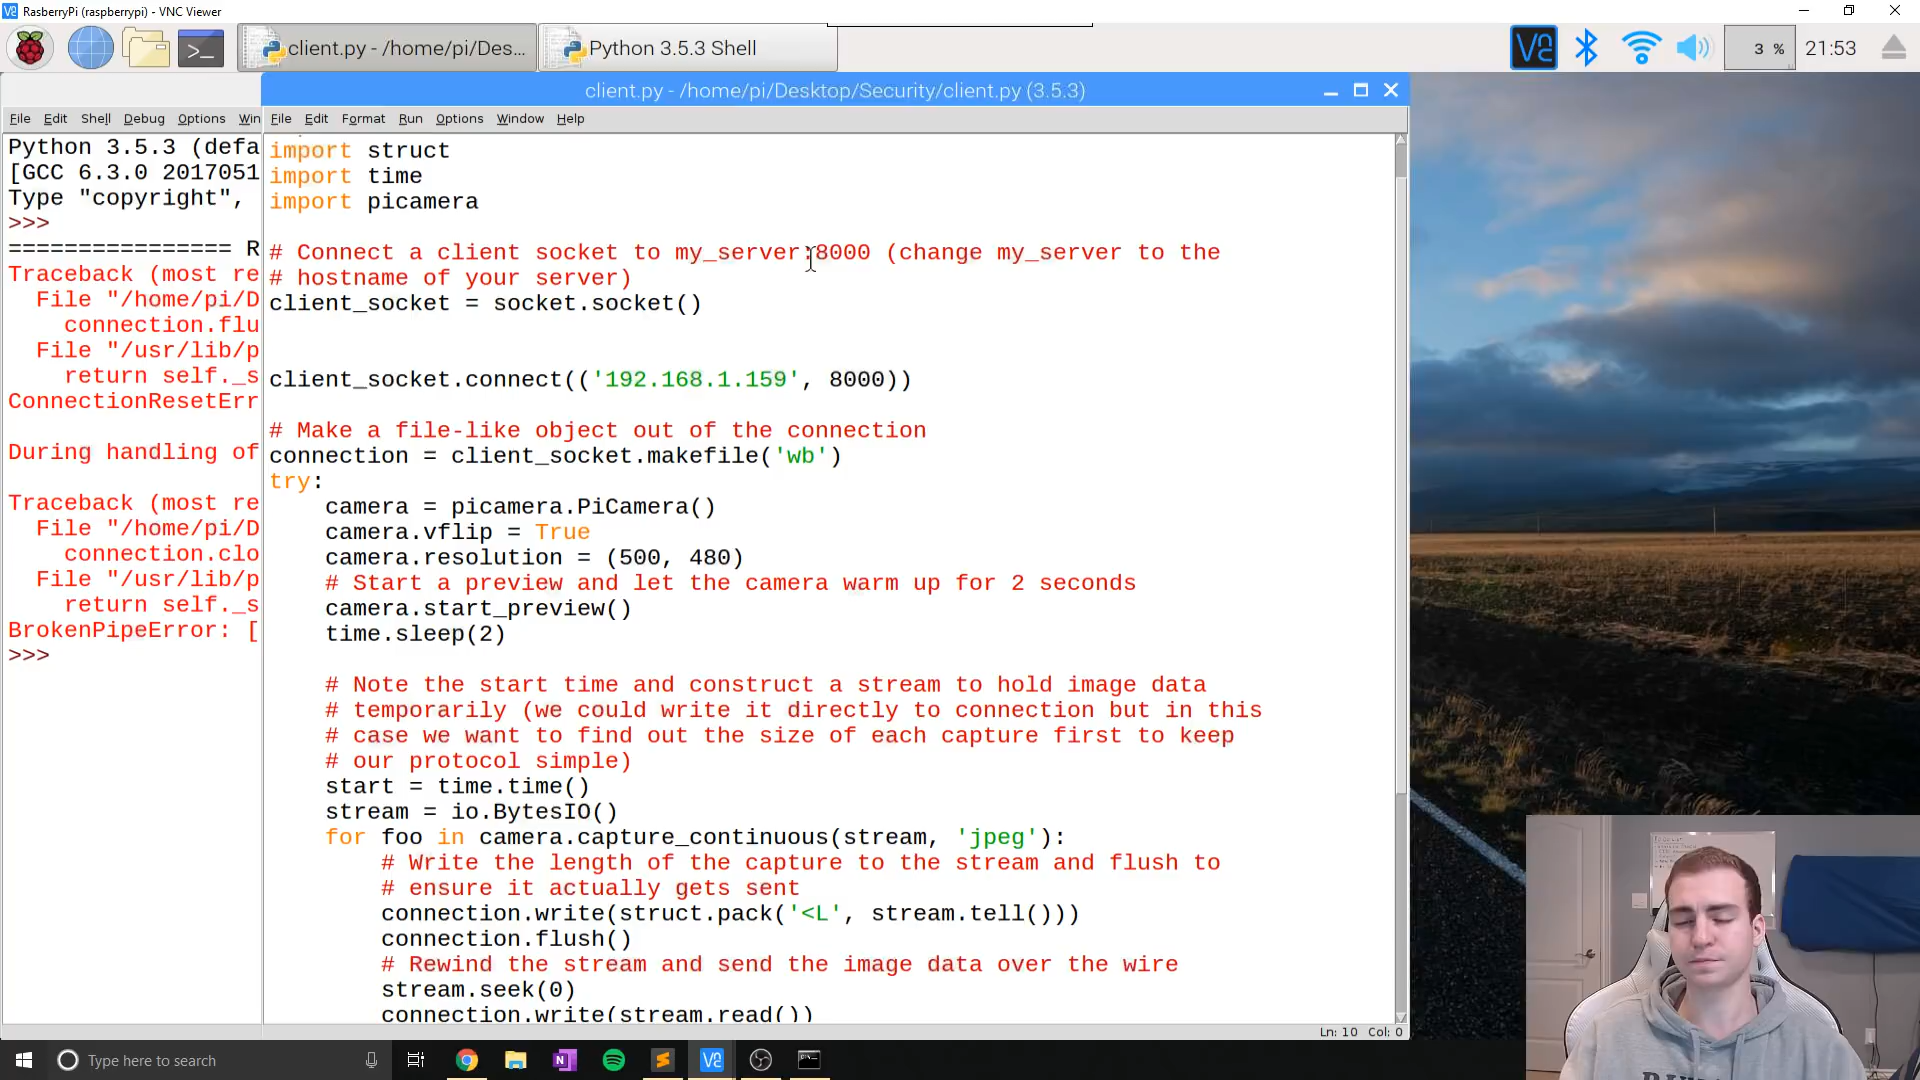 RasberryPi (raspberrypi) - VNC Viewer
client.py - /home/pi/Des...
Python 3.5.3 Shell
3 %
21:53
client.py - /home/pi/Desktop/Security/client.py (3.5.3)
File Edit Shell Debug Options Win
File Edit Format Run Options Window Help
Python 3.5.3 (defa
[GCC 6.3.0 2017051
Type "copyright",
>>>
================ R
Traceback (most re
File "/home/pi/D
connection.flu
File "/usr/lib/p
return self._s
ConnectionResetErr
During handling of
Traceback (most re
File "/home/pi/D
connection.clo
File "/usr/lib/p
return self._s
BrokenPipeError: [
>>>
import struct
import time
import picamera
# Connect a client socket to my_server:8000 (change my_server to the
# hostname of your server)
client_socket = socket.socket()
client_socket.connect(('192.168.1.159', 8000))
# Make a file-like object out of the connection
connection = client_socket.makefile('wb')
try:
camera = picamera.PiCamera()
camera.vflip = True
camera.resolution = (500, 480)
# Start a preview and let the camera warm up for 2 seconds
camera.start_preview()
time.sleep(2)
# Note the start time and construct a stream to hold image data
# temporarily (we could write it directly to connection but in this
# case we want to find out the size of each capture first to keep
# our protocol simple)
start = time.time()
stream = io.BytesIO()
for foo in camera.capture_continuous(stream, 'jpeg'):
# Write the length of the capture to the stream and flush to
# ensure it actually gets sent
connection.write(struct.pack('<L', stream.tell()))
connection.flush()
# Rewind the stream and send the image data over the wire
stream.seek(0)
connection.write(stream.read())
Ln: 10 Col: 0
Type here to search